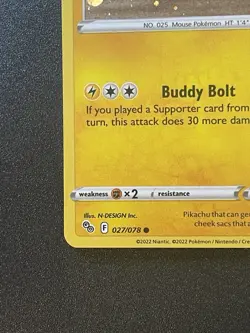 NO. 025 Mouse Pokémon HT: 1'4"
Buddy Bolt
If you played a Supporter card from
turn, this attack does 30 more dam
weakness ×2 resistance
Illus. N-DESIGN Inc.
Pikachu that can gen
F 027/078 ●
cheek sacs that a
©2022 Niantic. ©2022 Pokémon / Nintendo / Cre